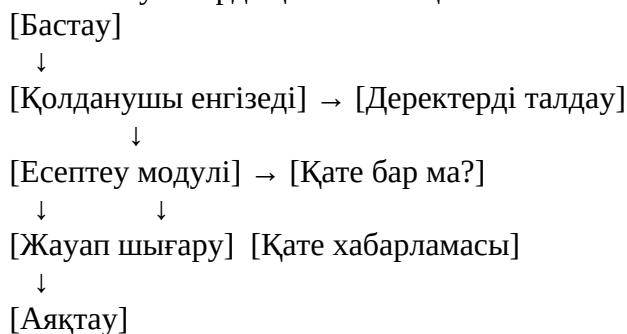 [Бастау]
↓
[Қолданушы енгізеді] → [Деректерді талдау]
↓
[Есептеу модулі] → [Қате бар ма?]
↓ ↓
[Жауап шығару] [Қате хабарламасы]
↓
[Аяқтау]